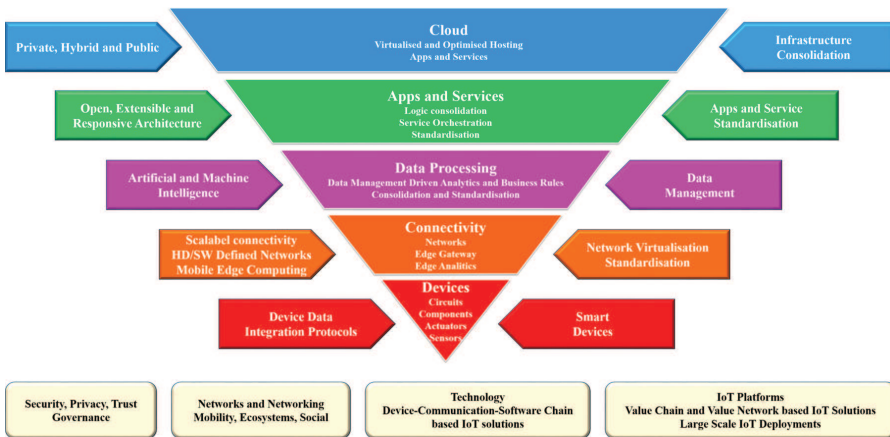 Cloud
Virtualised and Optimised Hosting
Apps and Services
Private, Hybrid and Public
Infrastructure
Consolidation
Apps and Services
Logic consolidation
Service Orchestration
Standardisation
Open, Extensible and
Responsive Architecture
Apps and Service
Standardisation
Data Processing
Data Management Driven Analytics and Business Rules
Consolidation and Standardisation
Artificial and Machine
Intelligence
Data
Management
Connectivity
Networks
Edge Gateway
Edge Analitics
Scalabel connectivity
HD/SW Defined Networks
Mobile Edge Computing
Network Virtualisation
Standardisation
Devices
Circuits
Components
Actuators
Sensors
Device Data
Integration Protocols
Smart
Devices
Security, Privacy, Trust
Governance
Networks and Networking
Mobility, Ecosystems, Social
Technology
Device-Communication-Software Chain
based IoT solutions
IoT Platforms
Value Chain and Value Network based IoT Solutions
Large Scale IoT Deployments